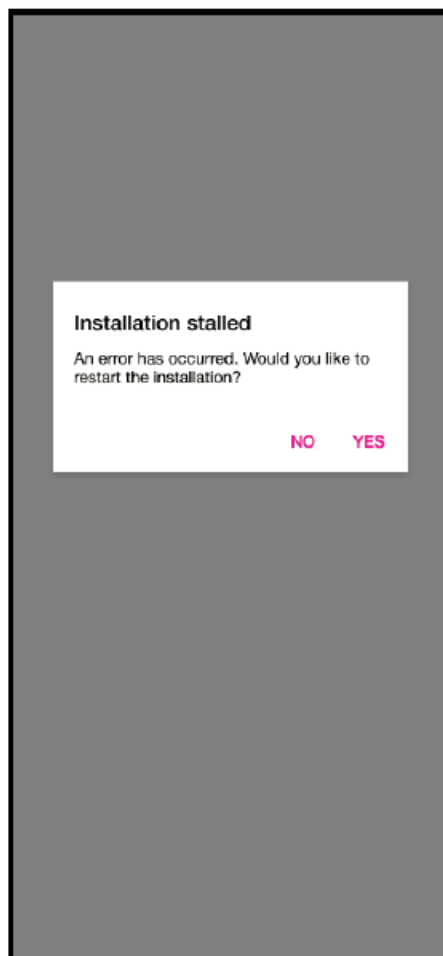 Installation stalled
An error has occurred. Would you like to
restart the installation?
NO YES